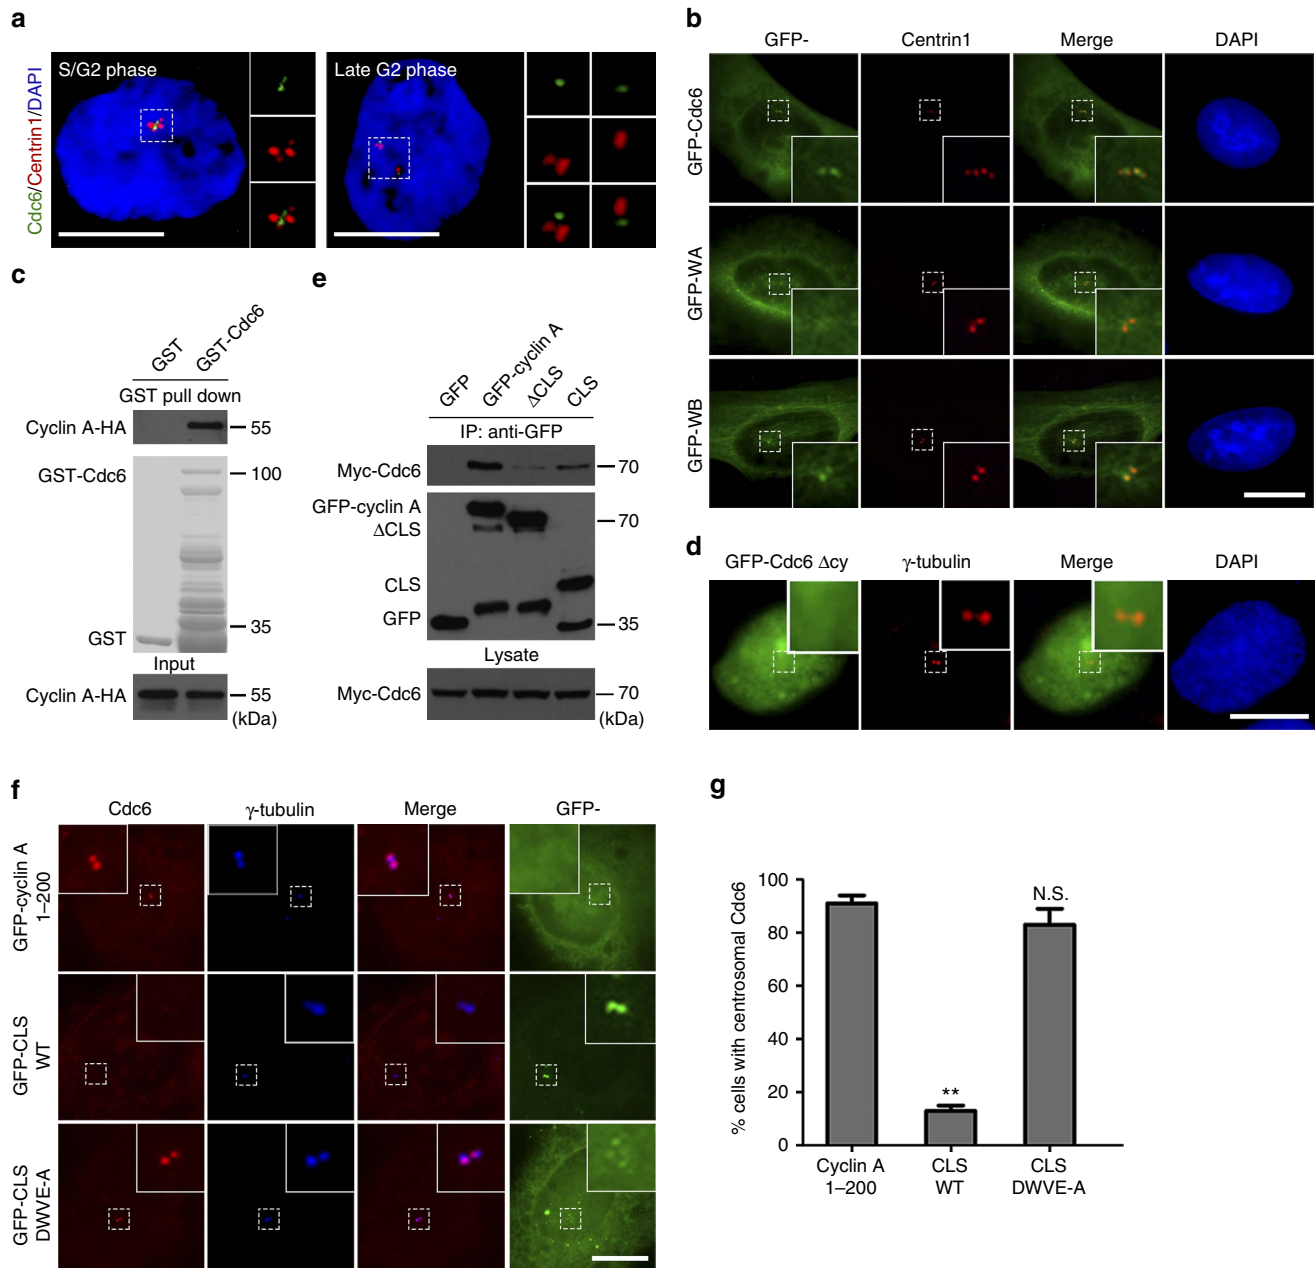 a
Cdc6/Centrin1/DAPI
S/G2 phase
Late G2 phase
b
GFP-
Centrin1
Merge
DAPI
GFP-Cdc6
GFP-WA
GFP-WB
c
GST
GST-Cdc6
GST pull down
Cyclin A-HA
55
GST-Cdc6
100
35
GST
Input
Cyclin A-HA
55
(kDa)
e
GFP
GFP-cyclin A
ΔCLS
CLS
IP: anti-GFP
Myc-Cdc6
70
GFP-cyclin A
70
ΔCLS
CLS
GFP
35
Lysate
Myc-Cdc6
70
(kDa)
d
GFP-Cdc6 Δcy
γ-tubulin
Merge
DAPI
f
Cdc6
γ-tubulin
Merge
GFP-
GFP-cyclin A
1–200
GFP-CLS
WT
GFP-CLS
DWVE-A
g
% cells with centrosomal Cdc6
100
80
60
40
20
0
**
N.S.
Cyclin A
1–200
CLS
WT
CLS
DWVE-A